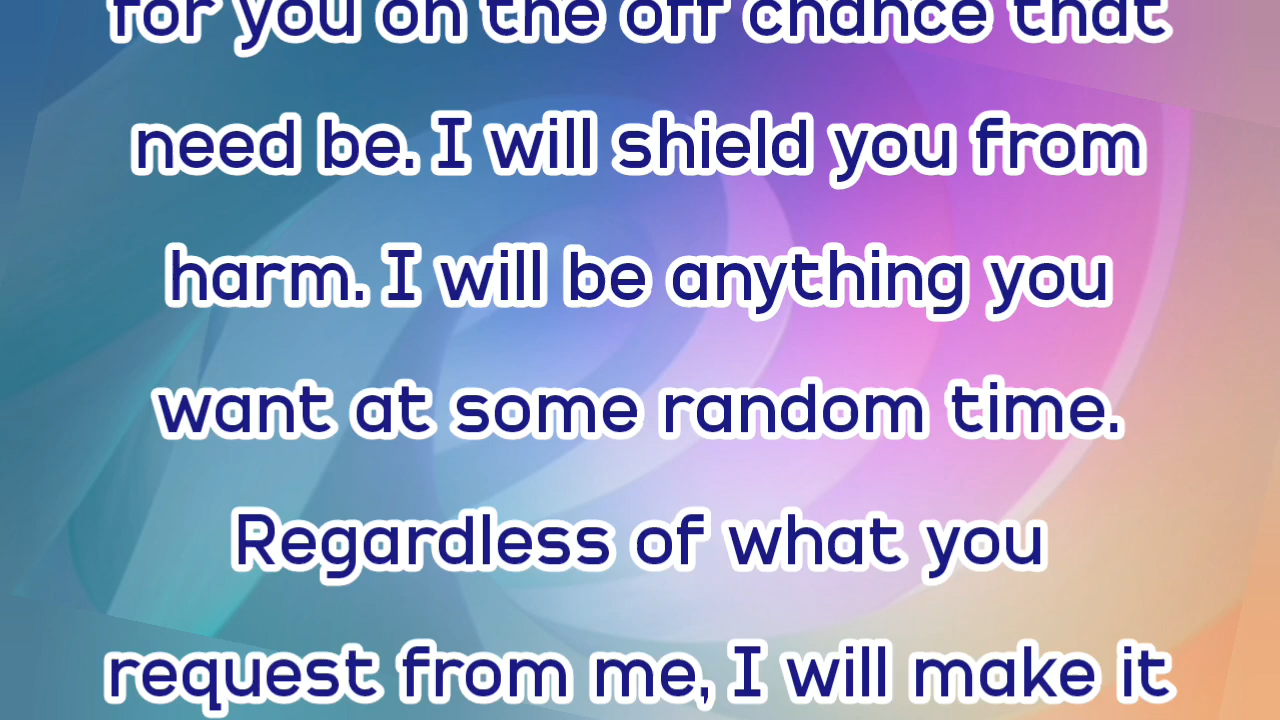 for you on the off chance that
need be. I will shield you from
harm. I will be anything you
want at some random time.
Regardless of what you
request from me, I will make it